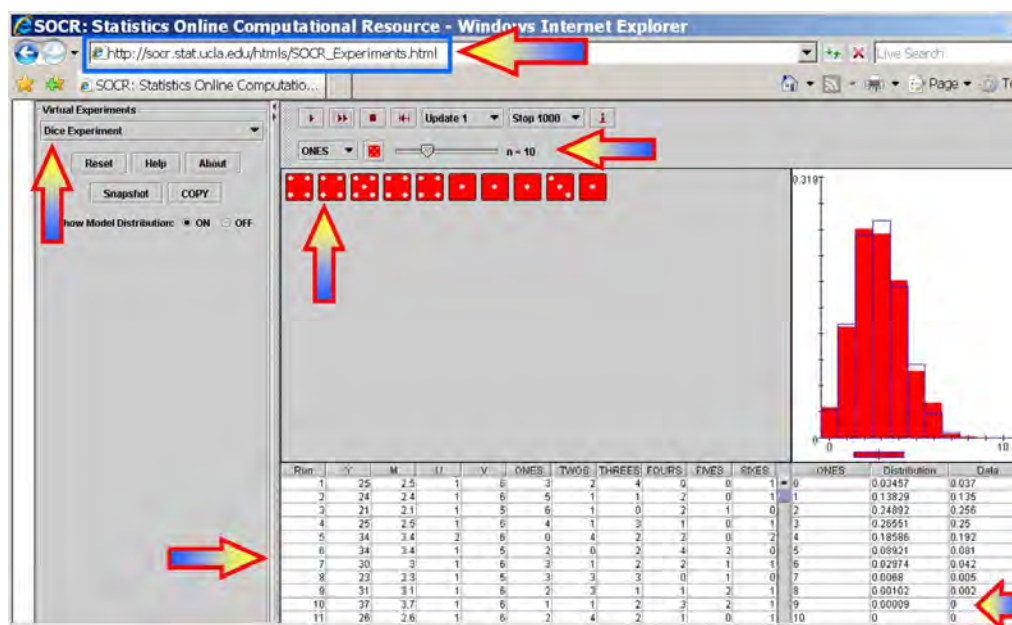 SOCR: Statistics Online Computational Resource - Windows Internet Explorer
http://socr.stat.ucla.edu/htmls/SOCR_Experiments.html
Live Search
SOCR: Statistics Online Computatio...
Page
Virtual Experiments
Dice Experiment
Update 1 Stop 1000 i
ONES n = 10
Reset Help About
Snapshot COPY
how Model Distribution: ON OFF
0.319
0
0 10
Run Y M U V ONES TWOS THREES FOURS FIVES SIXES
1 25 2.5 1 6 3 2 4 0 0 1
2 24 2.4 1 6 5 1 1 2 0 1
3 21 2.1 1 5 6 1 0 2 1 0
4 25 2.5 1 6 4 1 3 1 0 1
5 34 3.4 2 6 0 4 2 2 0 2
6 34 3.4 1 5 2 0 2 4 2 0
7 30 3 1 6 3 1 2 2 1 1
8 23 2.3 1 5 3 3 3 0 1 0
9 31 3.1 1 6 2 3 1 1 2 1
10 37 3.7 1 6 1 1 2 3 2 1
11 26 2.6 1 6 2 4 2 1 0 1
ONES Distribution Data
0 0.03457 0.037
0.13829 0.135
2 0.24892 0.256
3 0.26551 0.25
4 0.18586 0.192
5 0.08921 0.081
6 0.02974 0.042
7 0.0068 0.005
8 0.00102 0.002
9 0.00009 0
10 0 0